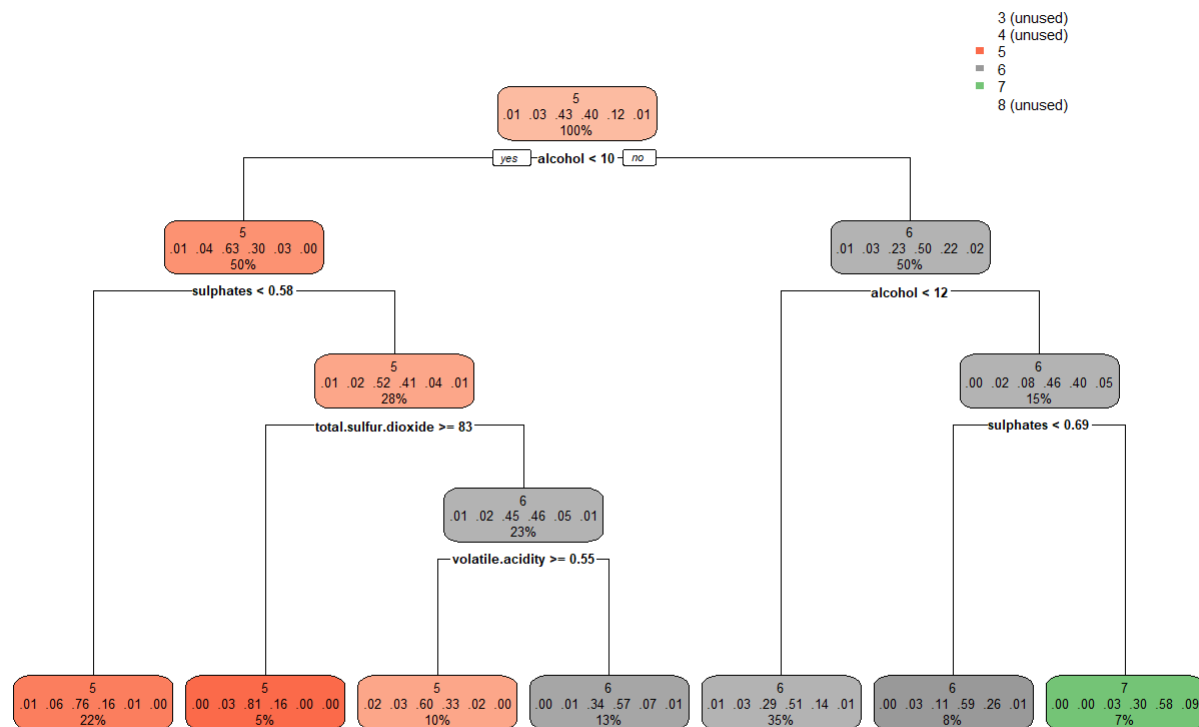 3 (unused)
4 (unused)
5
6
7
8 (unused)
5
.01 .03 .43 .40 .12 .01
100%
yes alcohol < 10 no
5
.01 .04 .63 .30 .03 .00
50%
6
.01 .03 .23 .50 .22 .02
50%
sulphates < 0.58
alcohol < 12
5
.01 .02 .52 .41 .04 .01
28%
6
.00 .02 .08 .46 .40 .05
15%
total.sulfur.dioxide >= 83
sulphates < 0.69
6
.01 .02 .45 .46 .05 .01
23%
volatile.acidity >= 0.55
5
.01 .06 .76 .16 .01 .00
22%
5
.00 .03 .81 .16 .00 .00
5%
5
.02 .03 .60 .33 .02 .00
10%
6
.00 .01 .34 .57 .07 .01
13%
6
.01 .03 .29 .51 .14 .01
35%
6
.00 .03 .11 .59 .26 .01
8%
7
.00 .00 .03 .30 .58 .09
7%